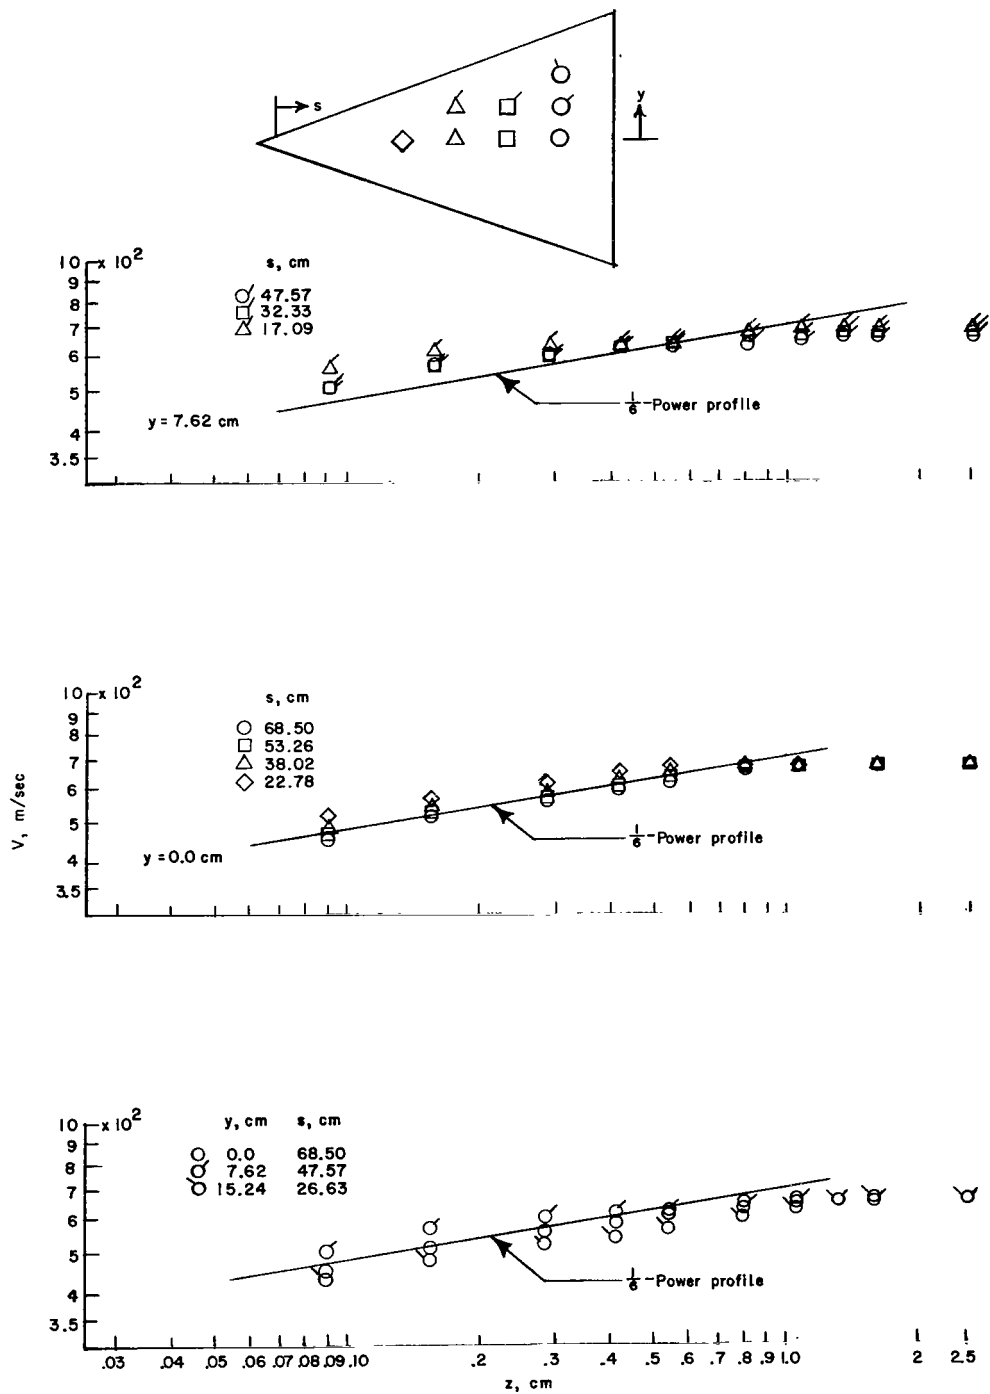 s
y
10 x 10²
9
8
7
6
5
4
3.5
s, cm
47.57
32.33
17.09
1/6 -Power profile
y = 7.62 cm
V, m/sec
10 x 10²
9
8
7
6
5
4
3.5
s, cm
68.50
53.26
38.02
22.78
1/6 -Power profile
y = 0.0 cm
10 x 10²
9
8
7
6
5
4
3.5
y, cm s, cm
0.0 68.50
7.62 47.57
15.24 26.63
1/6 -Power profile
.03 .04 .05 .06 .07 .08 .09 .10 .2 .3 .4 .5 .6 .7 .8 .9 1.0 2 2.5
z, cm